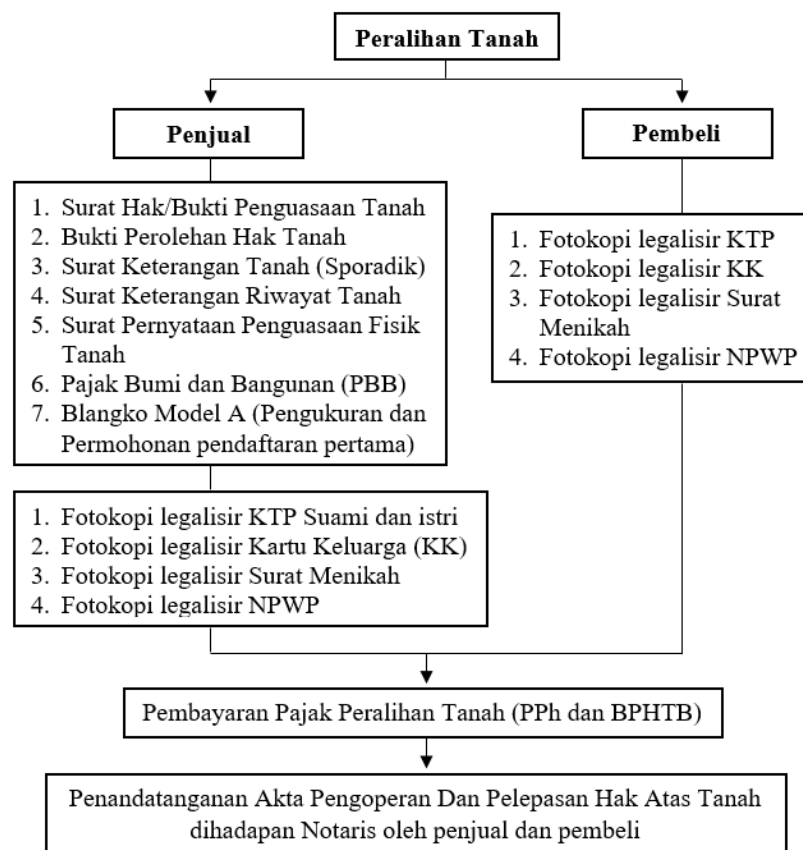 Peralihan Tanah
Penjual
Pembeli
1. Surat Hak/Bukti Penguasaan Tanah
2. Bukti Perolehan Hak Tanah
3. Surat Keterangan Tanah (Sporadik)
4. Surat Keterangan Riwayat Tanah
5. Surat Pernyataan Penguasaan Fisik
Tanah
6. Pajak Bumi dan Bangunan (PBB)
7. Blangko Model A (Pengukuran dan
Permohonan pendaftaran pertama)
1. Fotokopi legalisir KTP
2. Fotokopi legalisir KK
3. Fotokopi legalisir Surat
Menikah
4. Fotokopi legalisir NPWP
1. Fotokopi legalisir KTP Suami dan istri
2. Fotokopi legalisir Kartu Keluarga (KK)
3. Fotokopi legalisir Surat Menikah
4. Fotokopi legalisir NPWP
Pembayaran Pajak Peralihan Tanah (PPh dan BPHTB)
Penandatanganan Akta Pengoperan Dan Pelepasan Hak Atas Tanah
dihadapan Notaris oleh penjual dan pembeli